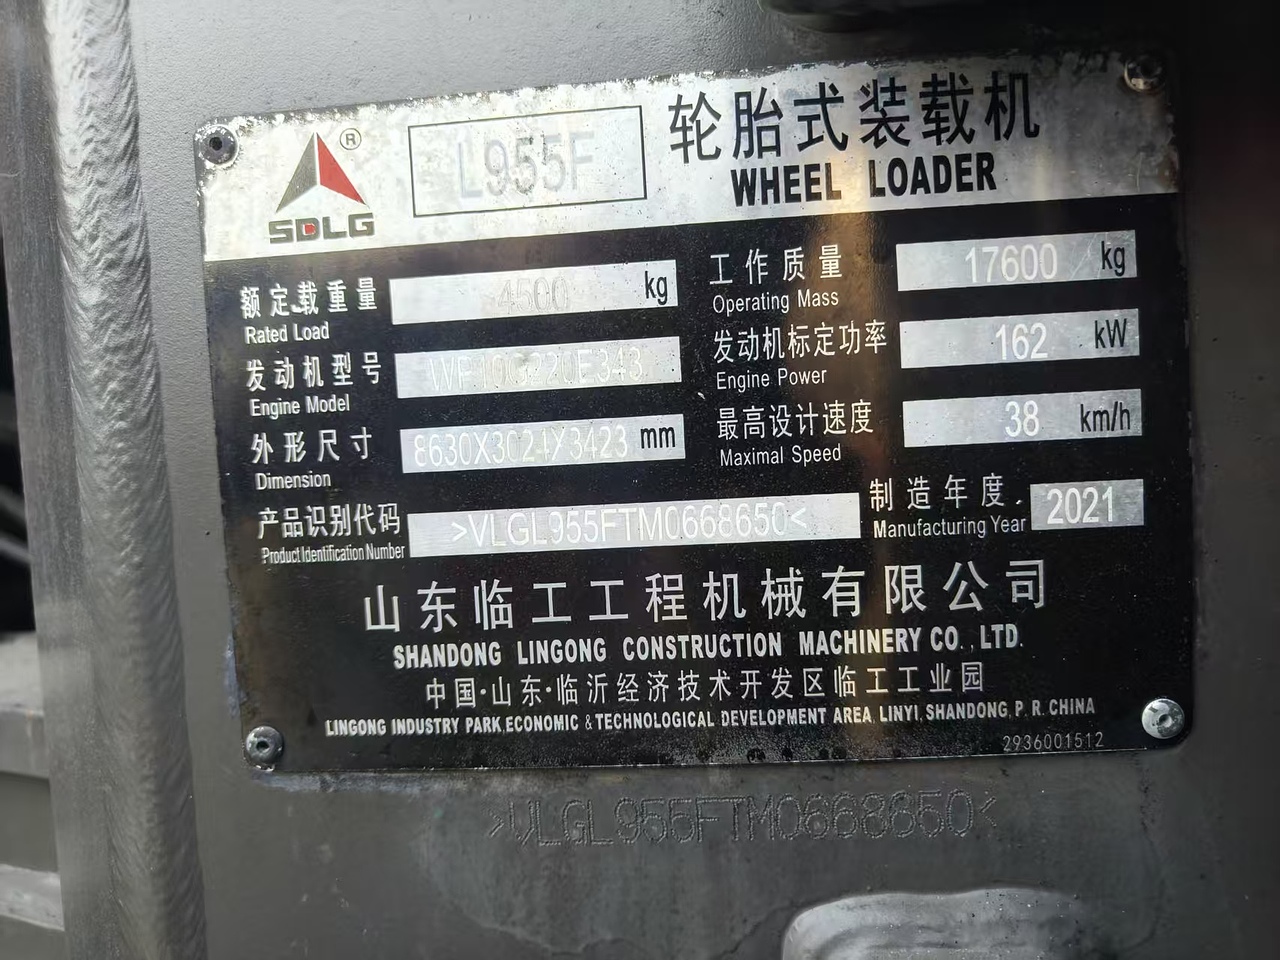 SDLG ®
L955F
轮胎式装载机
WHEEL LOADER
额定载重量 4500 kg
Rated Load
工作质量 17600 kg
Operating Mass
发动机型号 WP10G220E343
Engine Model
发动机标定功率 162 kW
Engine Power
外形尺寸 8630X3024X3423 mm
Dimension
最高设计速度 38 km/h
Maximal Speed
产品识别代码 >VLGL955FTM0668650<
Product Identification Number
制造年度 2021
Manufacturing Year
山东临工工程机械有限公司
SHANDONG LINGONG CONSTRUCTION MACHINERY CO., LTD.
中国·山东·临沂经济技术开发区临工工业园
LINGONG INDUSTRY PARK, ECONOMIC & TECHNOLOGICAL DEVELOPMENT AREA, LINYI, SHANDONG, P. R. CHINA
2936001512
>VLGL955FTM0668650<